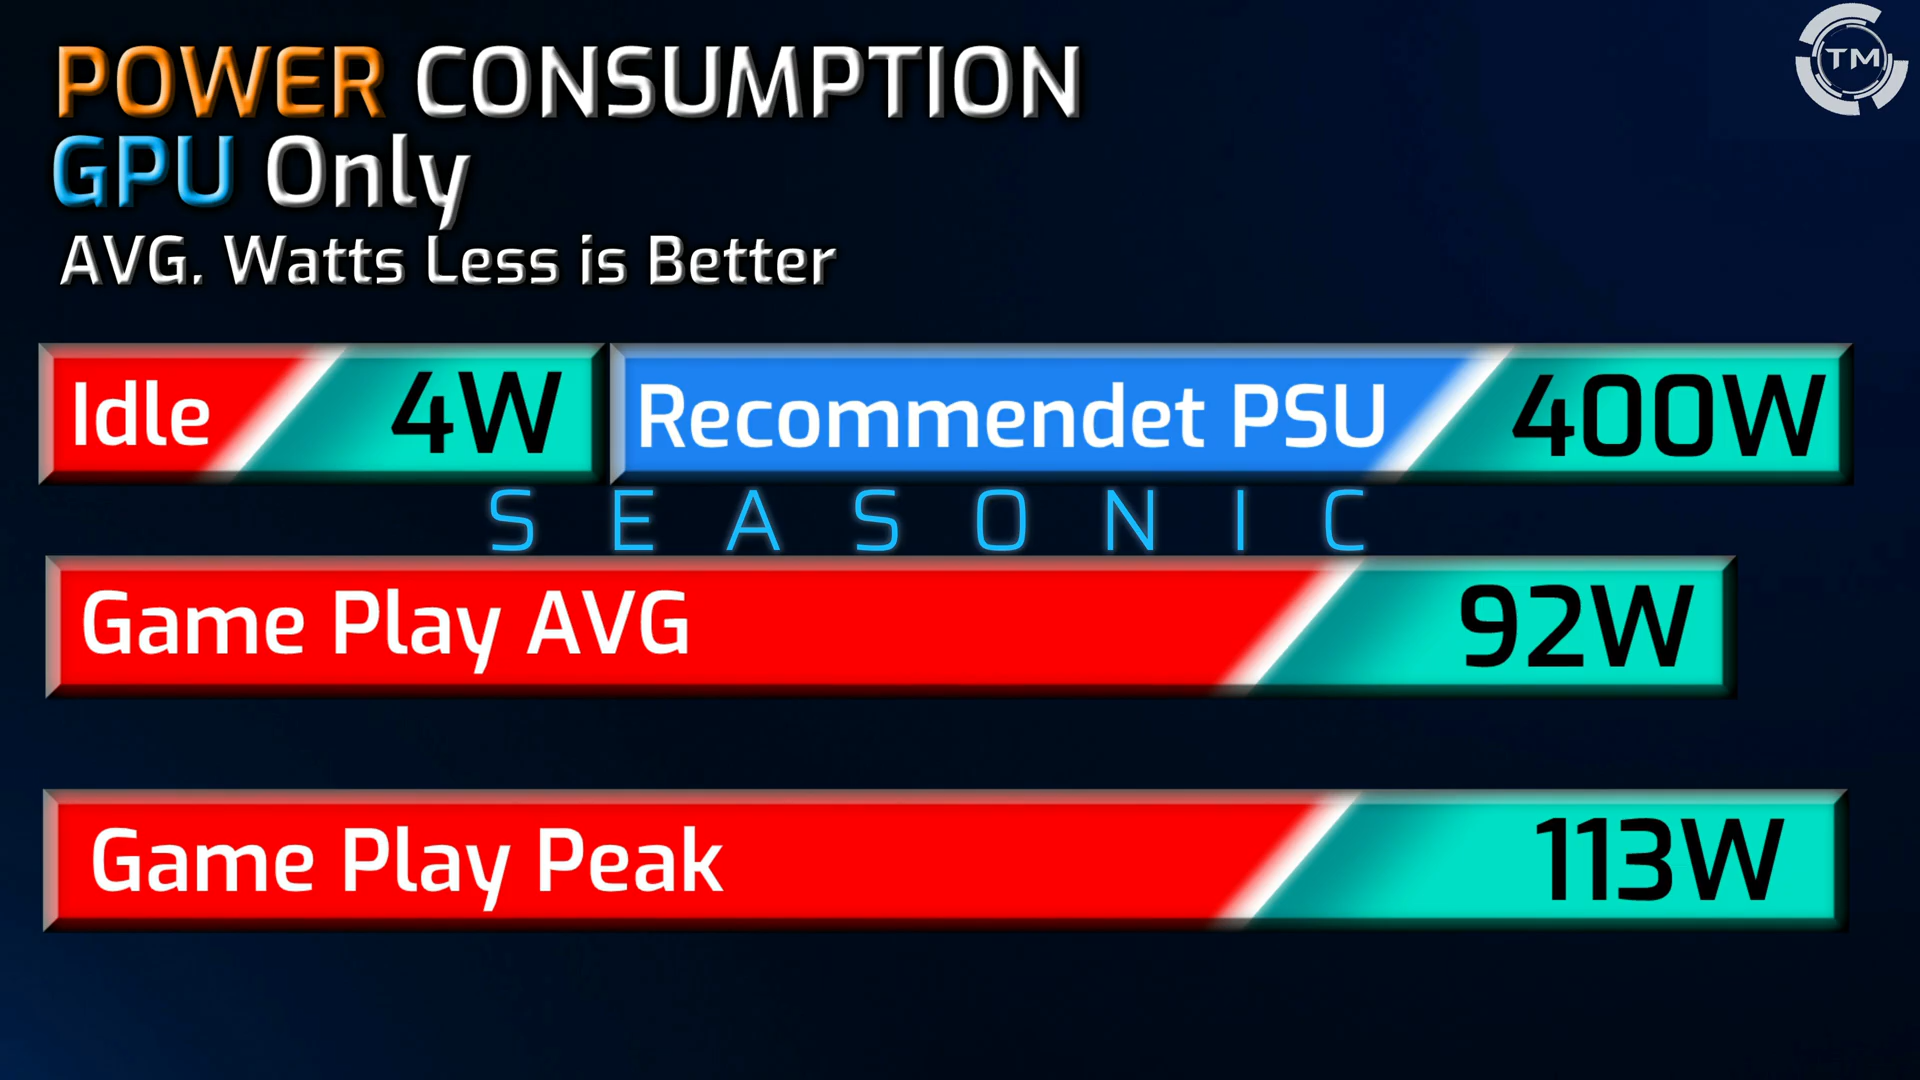 POWER CONSUMPTION
TM
GPU Only
AVG. Watts Less is Better
Idle 4W Recommendet PSU 400W
SEASONIC
Game Play AVG 92W
Game Play Peak 113W